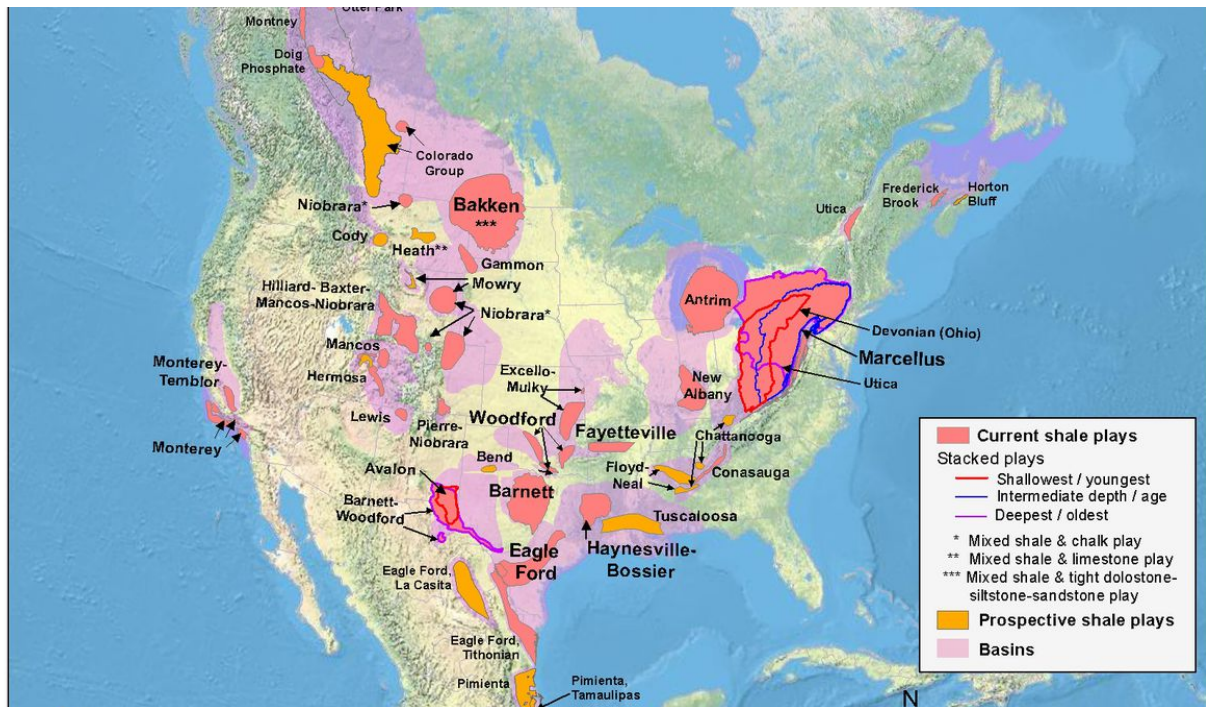 Otter Park
Montney
Doig
Phosphate
Colorado
Group
Niobrara*
Bakken
***
Cody
Heath**
Gammon
Mowry
Hilliard- Baxter-
Mancos-Niobrara
Niobrara*
Antrim
Utica
Frederick
Brook
Horton
Bluff
Devonian (Ohio)
Marcellus
Utica
Mancos
Hermosa
Monterey-
Temblor
Monterey
Lewis
Pierre-
Niobrara
Excello-
Mulky
Woodford
New
Albany
Fayetteville
Chattanooga
Bend
Floyd-
Neal
Conasauga
Avalon
Barnett
Barnett-
Woodford
Tuscaloosa
Eagle
Ford
Haynesville-
Bossier
Eagle Ford,
La Casita
Eagle Ford,
Tithonian
Pimienta
Pimienta,
Tamaulipas
N
Current shale plays
Stacked plays
Shallowest / youngest
Intermediate depth / age
Deepest / oldest
* Mixed shale & chalk play
** Mixed shale & limestone play
*** Mixed shale & tight dolostone-
siltstone-sandstone play
Prospective shale plays
Basins